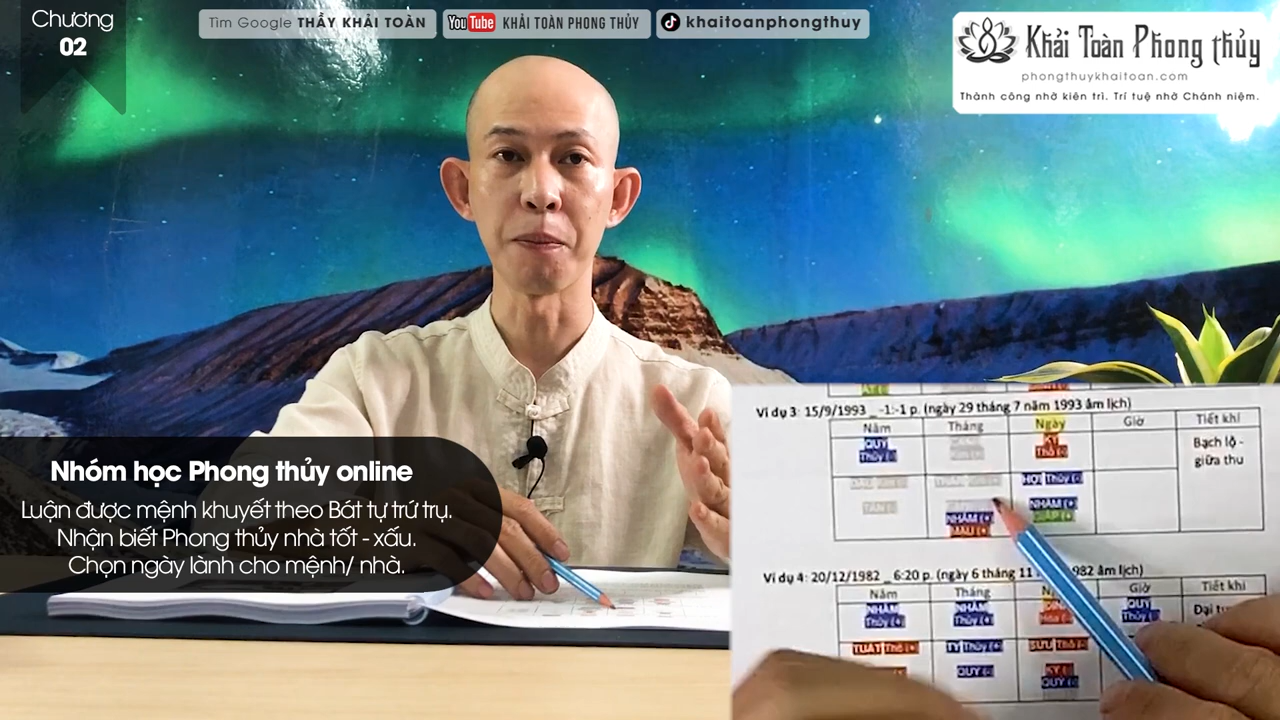 Chương
02
Tìm Google THẦY KHẢI TOÀN
YouTube KHẢI TOÀN PHONG THỦY
khaitoanphongthuy
Khải Toàn Phong thủy
phongthuykhaitoan.com
Thành công nhờ kiên trì. Trí tuệ nhờ Chánh niệm.
Nhóm học Phong thủy online
Luận được mệnh khuyết theo Bát tự trứ trụ.
Nhận biết Phong thủy nhà tốt - xấu.
Chọn ngày lành cho mệnh/ nhà.
Ví dụ 3: 15/9/1993 _ -1:-1 p. (ngày 29 tháng 7 năm 1993 âm lịch)
Năm Tháng Ngày Giờ Tiết khí
QUÝ KỶ Bạch lộ -
Thủy (-) Thổ (-) giữa thu
HỢI Thủy (-)
TÂN NHÂM (+)
NHÂM (+) GIÁP (+)
MẬU (+)
Ví dụ 4: 20/12/1982 _ 6:20 p. (ngày 6 tháng 11 982 âm lịch)
Năm Tháng Giờ Tiết khí
NHÂM NHÂM QUÝ Đại
Thủy (+) Thủy (+) Hỏa (-) Thủy (-)
TUẤT Thổ (+) TÝ Thủy (+) SỬU Thổ (-)
QUÝ (-) KỶ (-)
QUÝ (-)